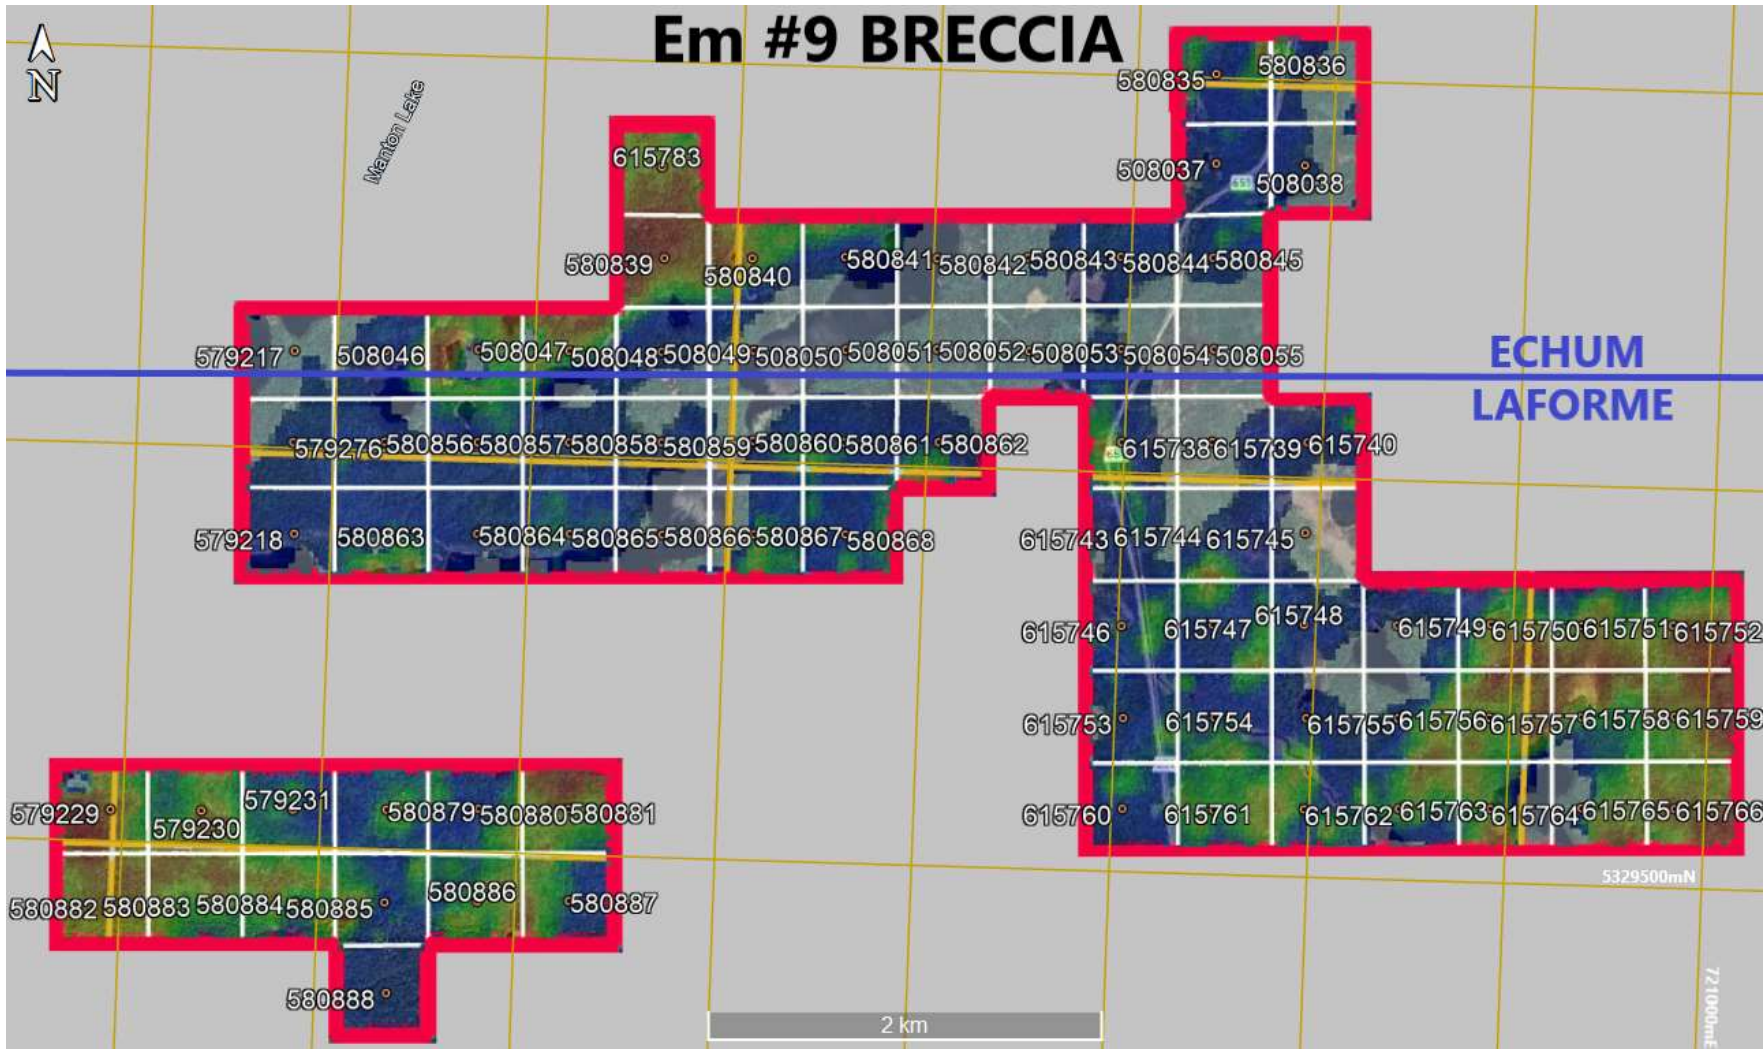 Em #9 BRECCIA
N
Manton Lake
580835 580836
615783
508037 651 508038
580839 580840 580841 580842 580843 580844 580845
579217 508046 508047 508048 508049 508050 508051 508052 508053 508054 508055
ECHUM
LAFORME
579276 580856 580857 580858 580859 580860 580861 580862 615738 615739 615740
579218 580863 580864 580865 580866 580867 580868 615743 615744 615745
615746 615747 615748 615749 615750 615751 615752
615753 615754 615755 615756 615757 615758 615759
579229 579230 579231 580879 580880 580881 615760 615761 615762 615763 615764 615765 615766
5329500mN
580882 580883 580884 580885 580886 580887
580888
2 km
721000mE